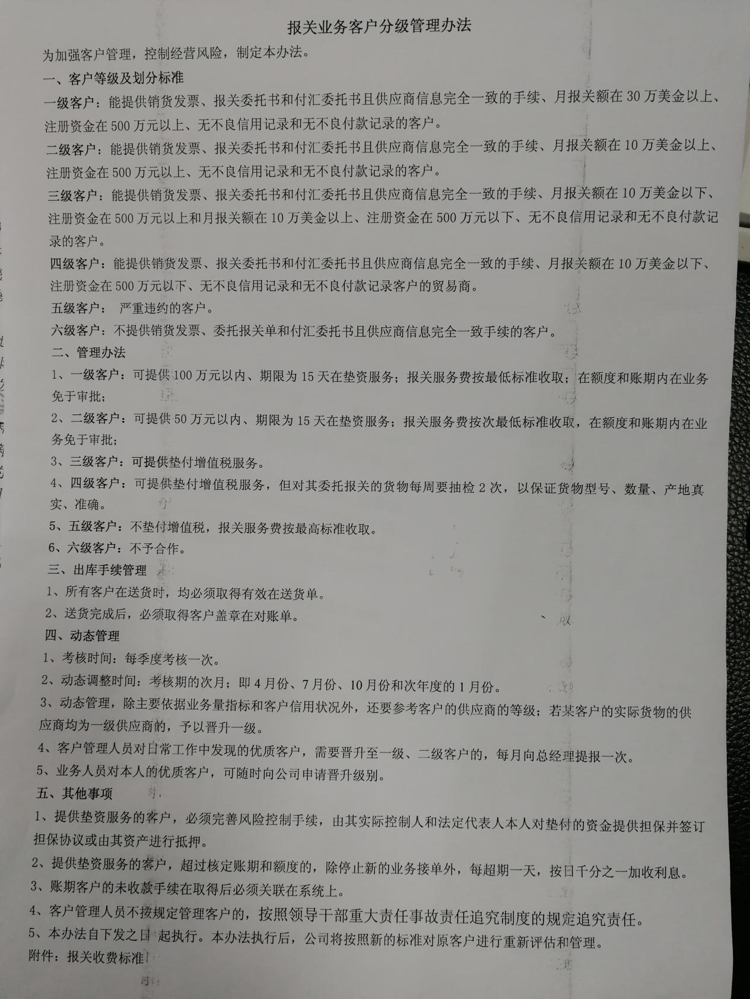 报关业务客户分级管理办法
为加强客户管理，控制经营风险，制定本办法。
一、客户等级及划分标准
一级客户：能提供销货发票、报关委托书和付汇委托书且供应商信息完全一致的手续、月报关额在 30 万美金以上、
注册资金在 500 万元以上、无不良信用记录和无不良付款记录的客户。
二级客户：能提供销货发票、报关委托书和付汇委托书且供应商信息完全一致的手续、月报关额在 10 万美金以上、
注册资金在 500 万元以上、无不良信用记录和无不良付款记录的客户。
三级客户：能提供销货发票、报关委托书和付汇委托书且供应商信息完全一致的手续、月报关额在 10 万美金以下、
注册资金在 500 万元以上和月报关额在 10 万美金以上、注册资金在 500 万元以下、无不良信用记录和无不良付款记
录的客户。
四级客户：能提供销货发票、报关委托书和付汇委托书且供应商信息完全一致的手续、月报关额在 10 万美金以下、
注册资金在 500 万元以下、无不良信用记录和无不良付款记录客户的贸易商。
五级客户： 严重违约的客户。
六级客户：不提供销货发票、委托报关单和付汇委托书且供应商信息完全一致手续的客户。
二、管理办法
1、一级客户：可提供 100 万元以内、期限为 15 天在垫资服务；报关服务费按最低标准收取；在额度和账期内在业务
免于审批；
2、二级客户：可提供 50 万元以内、期限为 15 天在垫资服务；报关服务费按次最低标准收取，在额度和账期内在业
务免于审批；
3、三级客户：可提供垫付增值税服务。
4、四级客户：可提供垫付增值税服务，但对其委托报关的货物每周要抽检 2 次，以保证货物型号、数量、产地真
实、准确。
5、五级客户：不垫付增值税，报关服务费按最高标准收取。
6、六级客户：不予合作。
三、出库手续管理
1、所有客户在送货时，均必须取得有效在送货单。
2、送货完成后，必须取得客户盖章在对账单。
四、动态管理
1、考核时间：每季度考核一次。
2、动态调整时间：考核期的次月；即 4 月份、7 月份、10 月份和次年度的 1 月份。
3、动态管理，除主要依据业务量指标和客户信用状况外，还要参考客户的供应商的等级；若某客户的实际货物的供
应商均为一级供应商的，予以晋升一级。
4、客户管理人员对日常工作中发现的优质客户，需要晋升至一级、二级客户的，每月向总经理提报一次。
5、业务人员对本人的优质客户，可随时向公司申请晋升级别。
五、其他事项
1、提供垫资服务的客户，必须完善风险控制手续，由其实际控制人和法定代表人本人对垫付的资金提供担保并签订
担保协议或由其资产进行抵押。
2、提供垫资服务的客户，超过核定账期和额度的，除停止新的业务接单外，每超期一天，按日千分之一加收利息。
3、账期客户的未收款手续在取得后必须关联在系统上。
4、客户管理人员不按规定管理客户的，按照领导干部重大责任事故责任追究制度的规定追究责任。
5、本办法自下发之日 起执行。本办法执行后，公司将按照新的标准对原客户进行重新评估和管理。
附件：报关收费标准